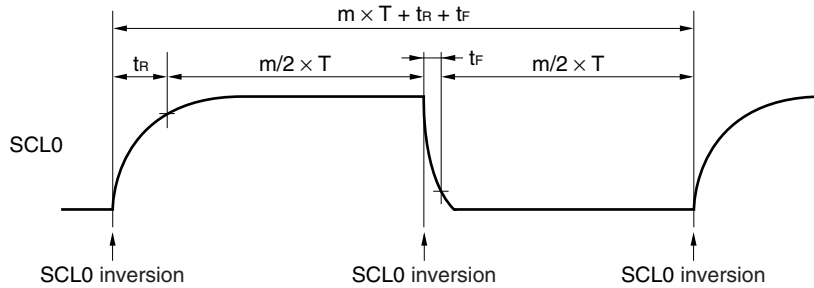 m × T + tR + tF
tR
m/2 × T
tF
m/2 × T
SCL0
SCL0 inversion
SCL0 inversion
SCL0 inversion